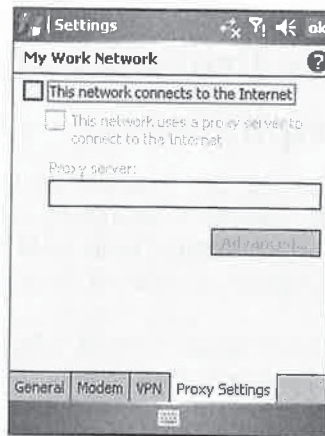 Settings
ok
My Work Network
?
This network connects to the Internet
This network uses a proxy server to
connect to the Internet
Proxy server:
Advanced...
General
Modem
VPN
Proxy Settings